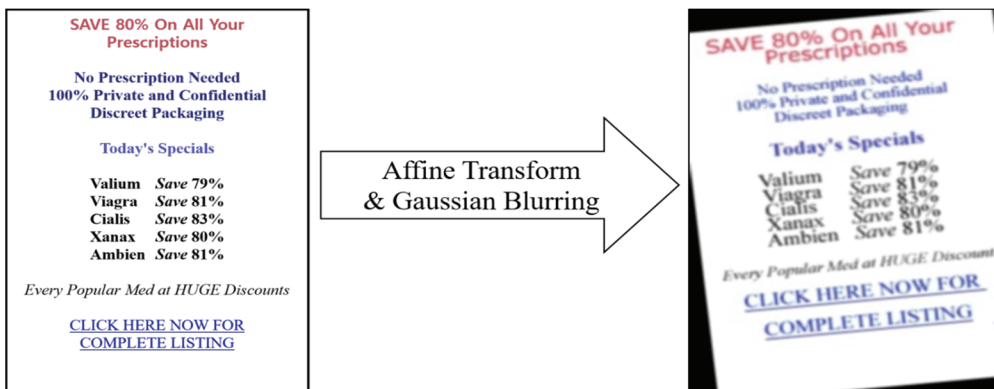 SAVE 80% On All Your
Prescriptions
No Prescription Needed
100% Private and Confidential
Discreet Packaging
Today's Specials
Valium Save 79%
Viagra Save 81%
Cialis Save 83%
Xanax Save 80%
Ambien Save 81%
Every Popular Med at HUGE Discounts
CLICK HERE NOW FOR
COMPLETE LISTING
Affine Transform
& Gaussian Blurring
SAVE 80% On All Your
Prescriptions
No Prescription Needed
100% Private and Confidential
Discreet Packaging
Today's Specials
Valium Save 79%
Viagra Save 81%
Cialis Save 83%
Xanax Save 80%
Ambien Save 81%
Every Popular Med at HUGE Discount
CLICK HERE NOW FOR
COMPLETE LISTING